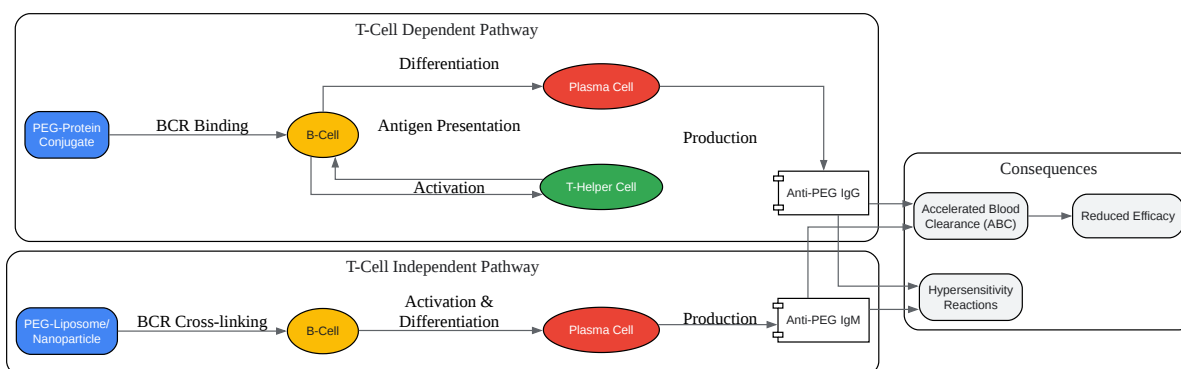 T-Cell Dependent Pathway
Differentiation
Plasma Cell
PEG-Protein
Conjugate
BCR Binding
B-Cell
Antigen Presentation
Production
Activation
T-Helper Cell
Anti-PEG IgG
Consequences
Accelerated Blood
Clearance (ABC)
Reduced Efficacy
Hypersensitivity
Reactions
T-Cell Independent Pathway
PEG-Liposome/
Nanoparticle
BCR Cross-linking
B-Cell
Activation &
Differentiation
Plasma Cell
Production
Anti-PEG IgM